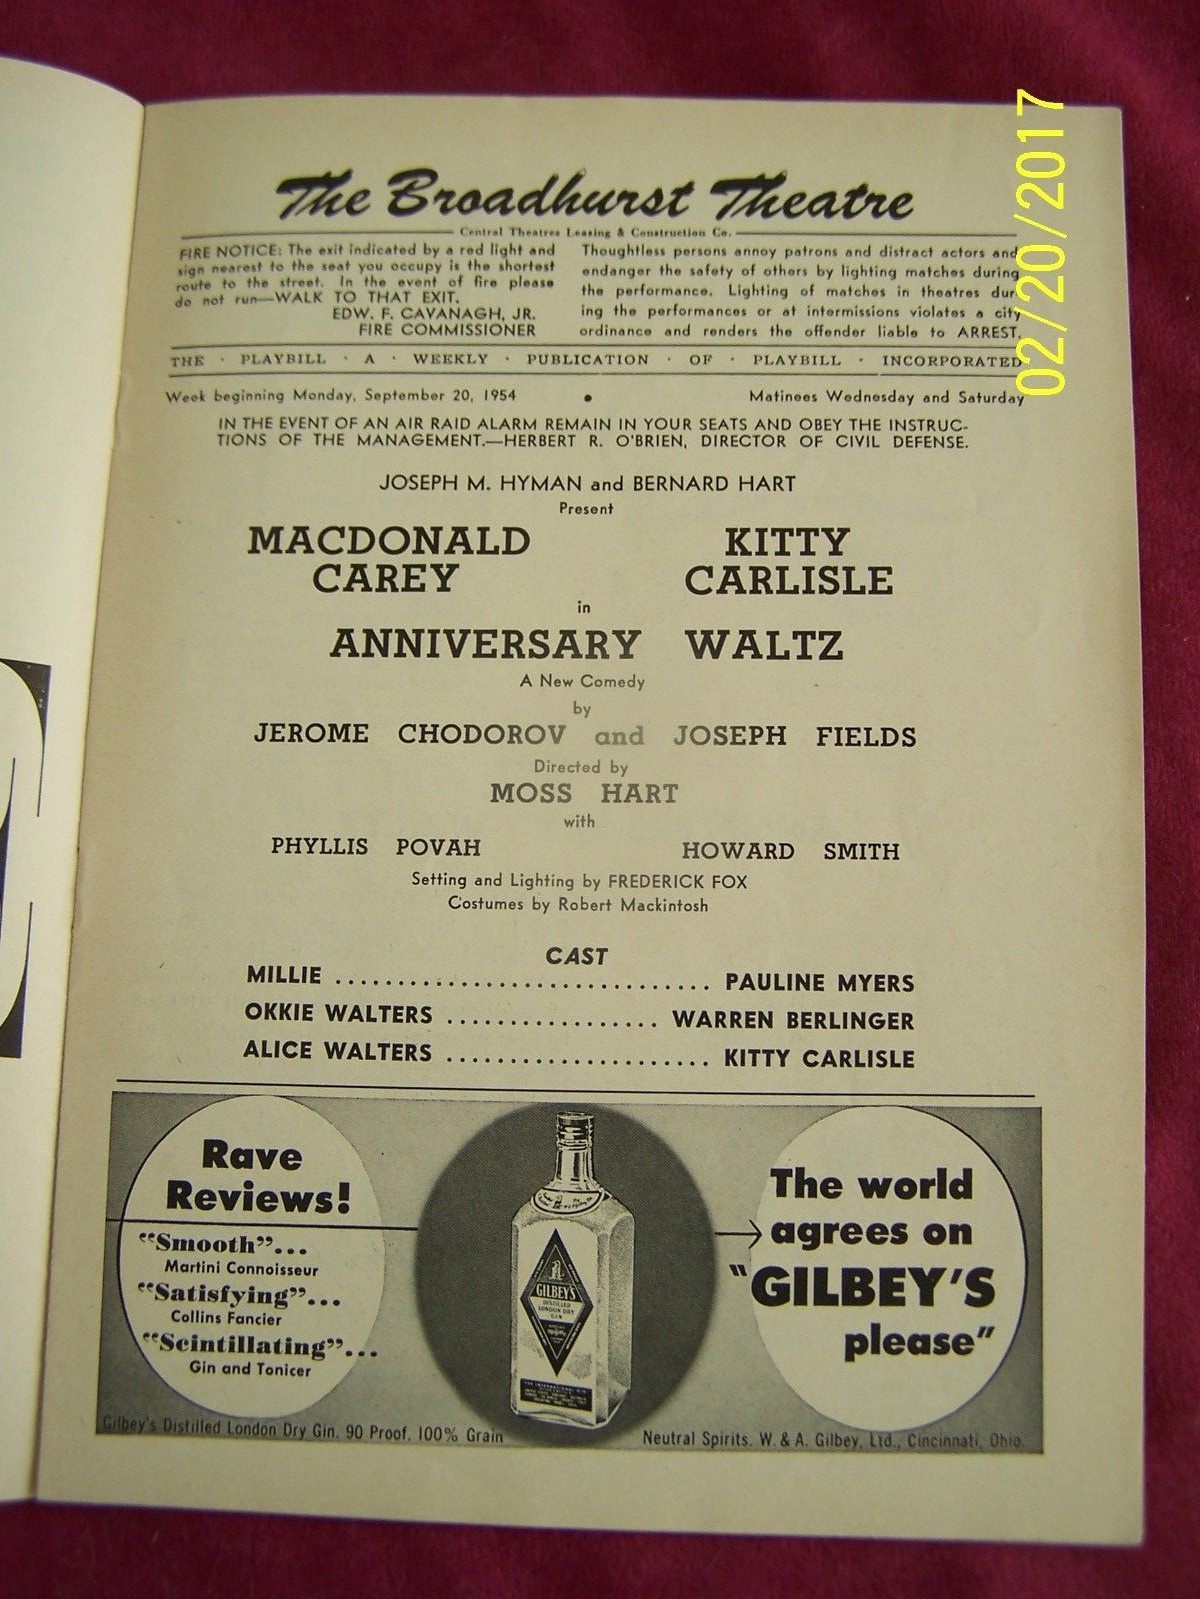 The Broadhurst Theatre
Central Theatres Leasing & Construction Co.
FIRE NOTICE: The exit indicated by a red light and
sign nearest to the seat you occupy is the shortest
route to the street. In the event of fire please
do not run—WALK TO THAT EXIT.
EDW. F. CAVANAGH, JR.
FIRE COMMISSIONER
Thoughtless persons annoy patrons and distract actors and
endanger the safety of others by lighting matches during
the performance. Lighting of matches in theatres dur-
ing the performances or at intermissions violates a city
ordinance and renders the offender liable to ARREST.
THE · PLAYBILL · A · WEEKLY · PUBLICATION · OF · PLAYBILL · INCORPORATED
Week beginning Monday, September 20, 1954 • Matinees Wednesday and Saturday
IN THE EVENT OF AN AIR RAID ALARM REMAIN IN YOUR SEATS AND OBEY THE INSTRUC-
TIONS OF THE MANAGEMENT.—HERBERT R. O'BRIEN, DIRECTOR OF CIVIL DEFENSE.
JOSEPH M. HYMAN and BERNARD HART
Present
MACDONALD KITTY
CAREY CARLISLE
in
ANNIVERSARY WALTZ
A New Comedy
by
JEROME CHODOROV and JOSEPH FIELDS
Directed by
MOSS HART
with
PHYLLIS POVAH HOWARD SMITH
Setting and Lighting by FREDERICK FOX
Costumes by Robert Mackintosh
CAST
MILLIE .............................. PAULINE MYERS
OKKIE WALTERS ................. WARREN BERLINGER
ALICE WALTERS ..................... KITTY CARLISLE
Rave
Reviews!
"Smooth"...
Martini Connoisseur
"Satisfying"...
Collins Fancier
"Scintillating"...
Gin and Tonicer
GILBEY'S
DISTILLED
LONDON DRY
GIN
The world
agrees on
"GILBEY'S
please"
Gilbey's Distilled London Dry Gin. 90 Proof. 100% Grain Neutral Spirits. W. & A. Gilbey, Ltd., Cincinnati, Ohio.
02/20/2017